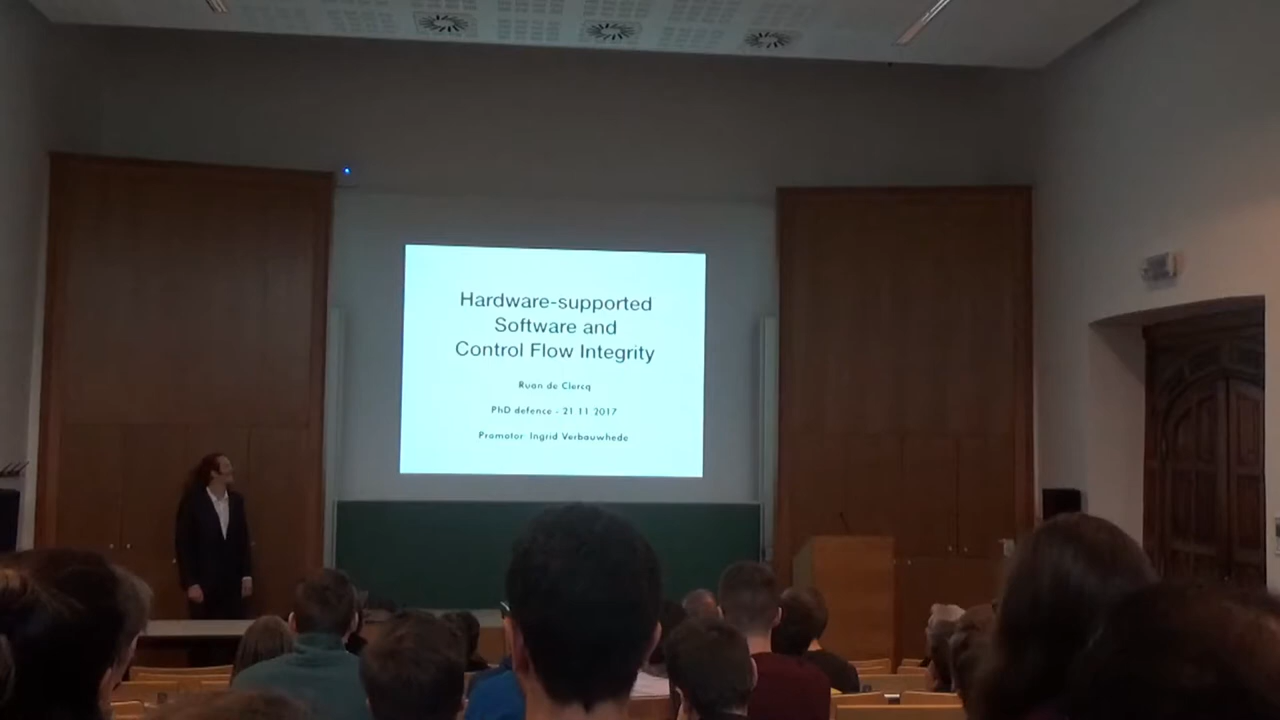 Hardware-supported
Software and
Control Flow Integrity
Ruan de Clercq
PhD defence - 21 11 2017
Promotor: Ingrid Verbauwhede